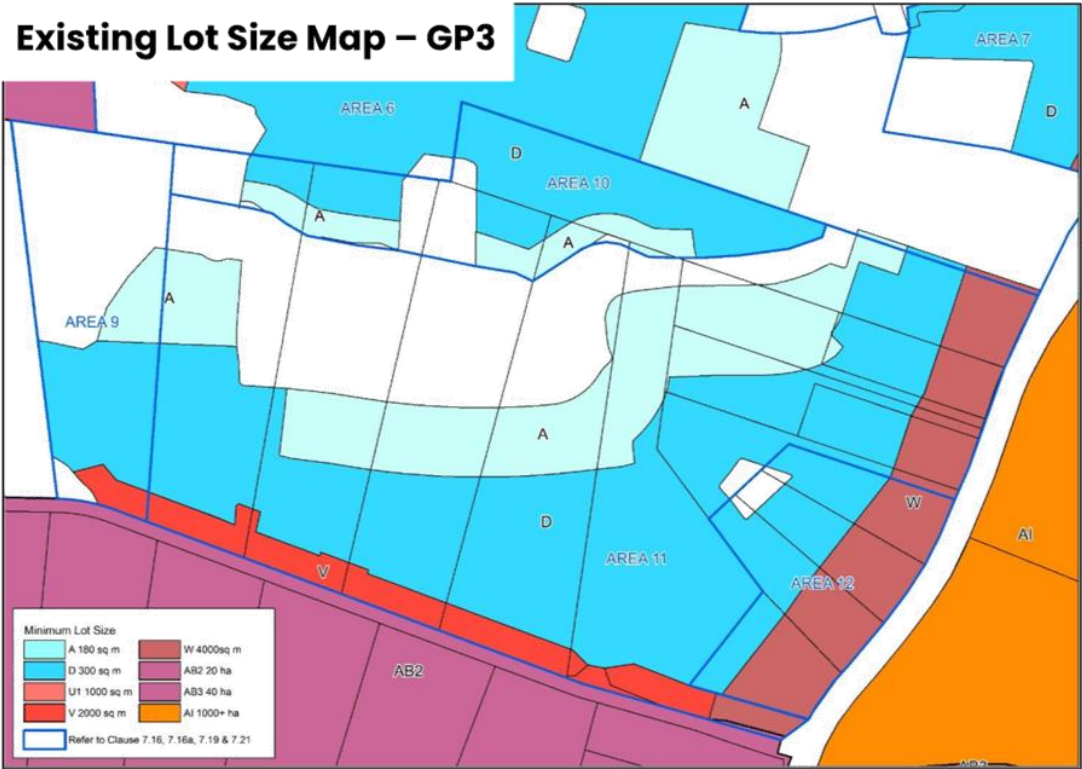 Existing Lot Size Map – GP3
AREA 7
AREA 6
A
D
D
AREA 10
A
A
A
AREA 9
A
D
W
AI
AREA 11
AREA 12
V
AB2
Minimum Lot Size
A 180 sq m
W 4000sq m
D 300 sq m
AB2 20 ha
U1 1000 sq m
AB3 40 ha
V 2000 sq m
AI 1000+ ha
Refer to Clause 7.16, 7.16a, 7.19 & 7.21